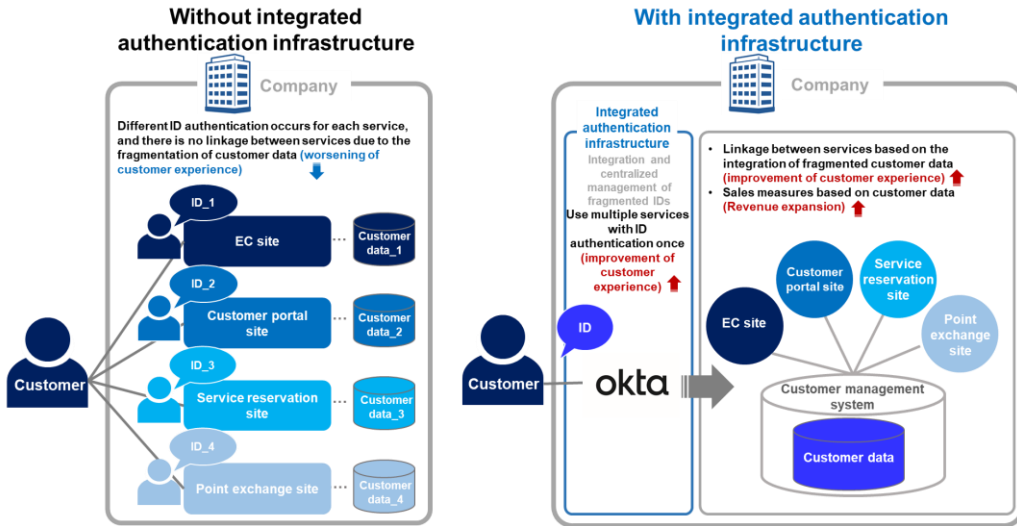 Without integrated
authentication infrastructure
Company
Different ID authentication occurs for each service,
and there is no linkage between services due to the
fragmentation of customer data (worsening of
customer experience)
ID_1
EC site
...
Customer
data_1
ID_2
Customer portal
site
...
Customer
data_2
Customer
ID_3
Service reservation
site
...
Customer
data_3
ID_4
Point exchange site
...
Customer
data_4
With integrated authentication
infrastructure
Company
Integrated
authentication
infrastructure
Integration and
centralized
management of
fragmented IDs
Use multiple services
with ID
authentication once
(improvement of
customer
experience)
ID
Customer
okta
• Linkage between services based on the
integration of fragmented customer data
(improvement of customer experience)
• Sales measures based on customer data
(Revenue expansion)
EC site
Customer
portal site
Service
reservation
site
Point
exchange
site
Customer management
system
Customer data